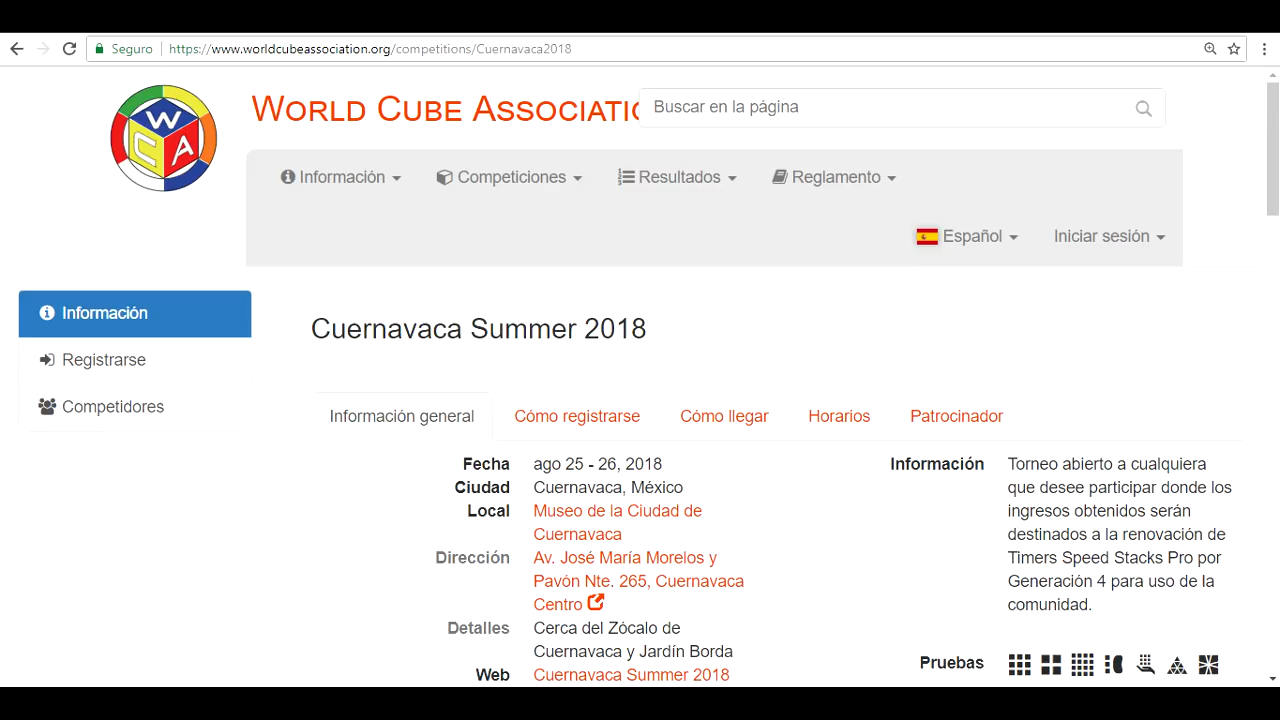 Seguro
https://www.worldcubeassociation.org/competitions/Cuernavaca2018
WCA
World Cube Associatio
Buscar en la página
Información
Competiciones
Resultados
Reglamento
Español
Iniciar sesión
Información
Registrarse
Competidores
Cuernavaca Summer 2018
Información general
Cómo registrarse
Cómo llegar
Horarios
Patrocinador
Fecha ago 25 - 26, 2018
Ciudad Cuernavaca, México
Local Museo de la Ciudad de
Cuernavaca
Dirección Av. José María Morelos y
Pavón Nte. 265, Cuernavaca
Centro
Detalles Cerca del Zócalo de
Cuernavaca y Jardín Borda
Web Cuernavaca Summer 2018
Información Torneo abierto a cualquiera
que desee participar donde los
ingresos obtenidos serán
destinados a la renovación de
Timers Speed Stacks Pro por
Generación 4 para uso de la
comunidad.
Pruebas